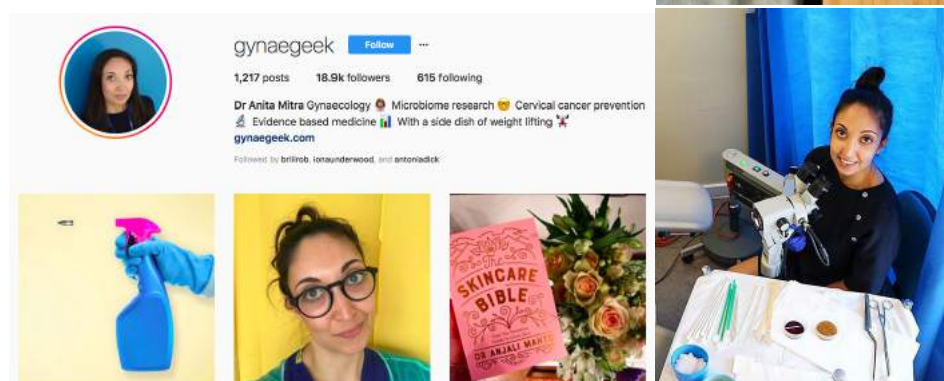 gynaegeek Follow
1,217 posts 18.9k followers 615 following
Dr Anita Mitra Gynaecology Microbiome research Cervical cancer prevention
Evidence based medicine With a side dish of weight lifting
gynaegeek.com
Followed by brilirob, ionaunderwood, and antoniadick
The
SKINCARE
BIBLE
DR ANJALI MAHTO